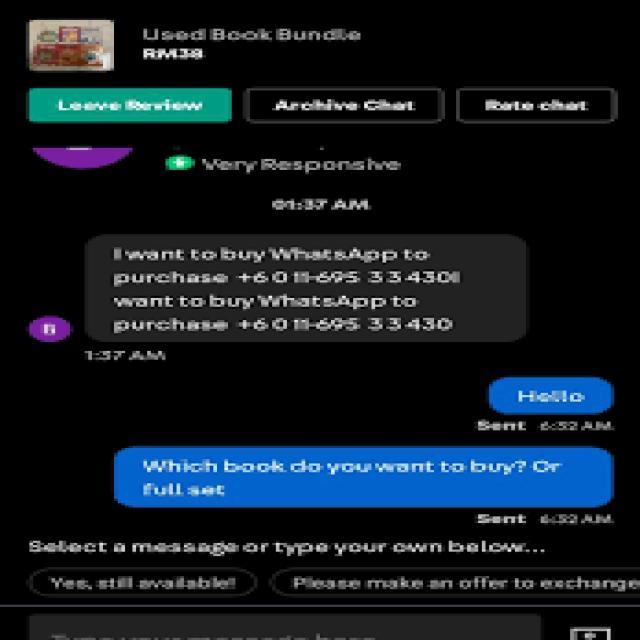 Used Book Bundle
RM38
Leave Review
Archive Chat
Rate chat
Very Responsive
01:37 AM
I want to buy WhatsApp to
purchase +6 0 11-695 3 3 430I
want to buy WhatsApp to
purchase +6 0 11-695 3 3 430
1:37 AM
Hello
Sent 6:32 AM
Which book do you want to buy? Or
full set
Sent 6:32 AM
Select a message or type your own below...
Yes, still available!
Please make an offer to exchange